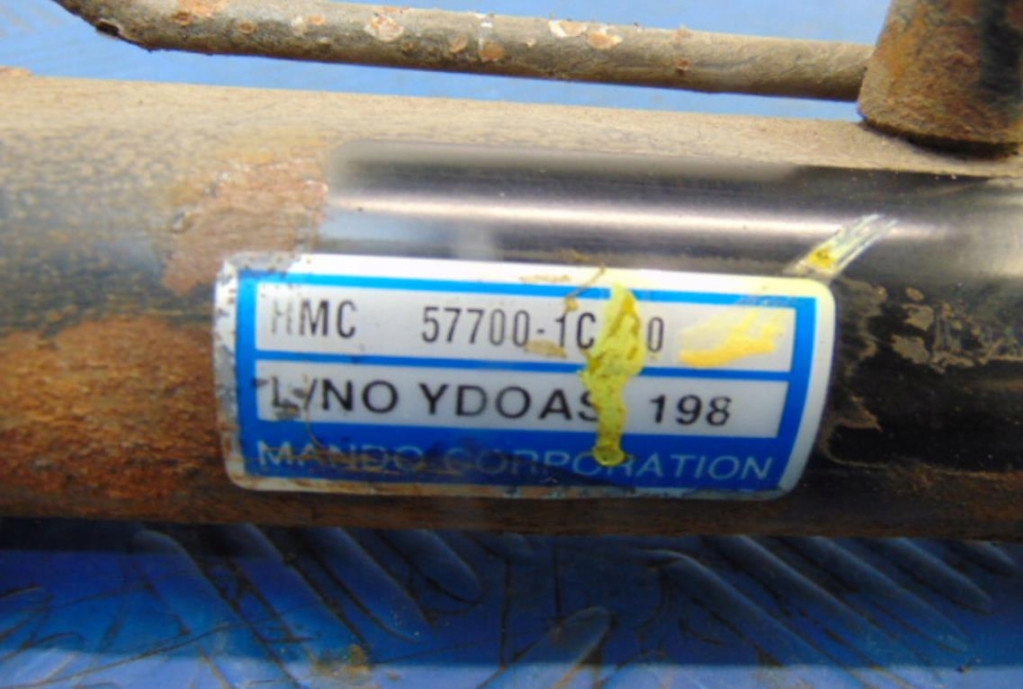 HMC
L/NO YDOAS 198
MANDO CORPORATION